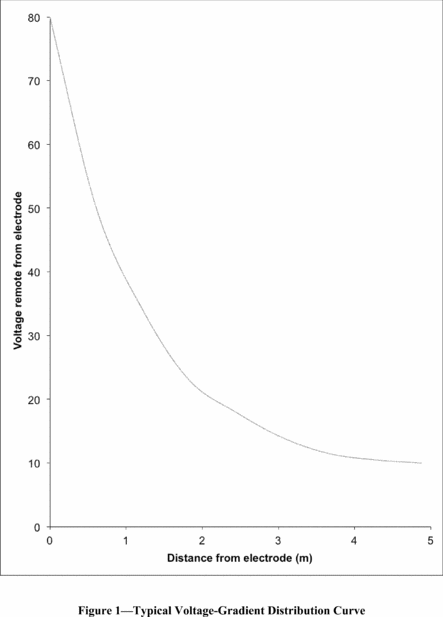 80
70
60
50
40
30
20
10
0
Voltage remote from electrode
0 1 2 3 4 5
Distance from electrode (m)
Figure 1—Typical Voltage-Gradient Distribution Curve